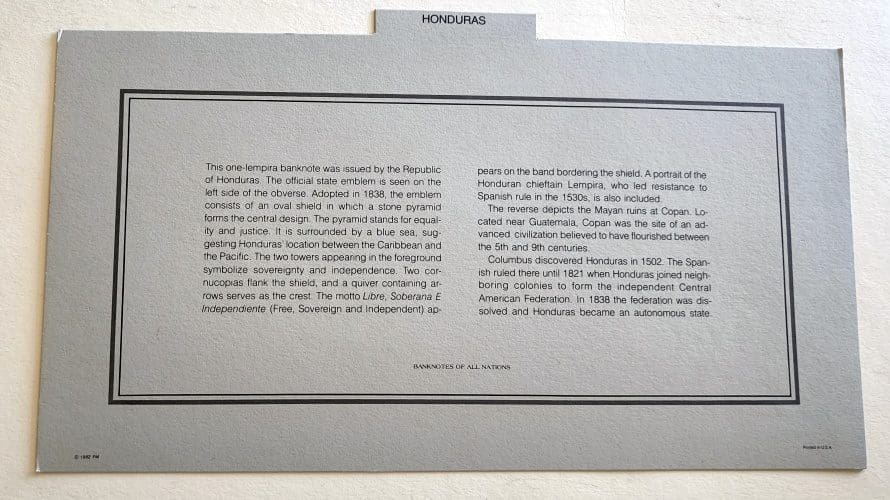 HONDURAS
This one-lempira banknote was issued by the Republic
of Honduras. The official state emblem is seen on the
left side of the obverse. Adopted in 1838, the emblem
consists of an oval shield in which a stone pyramid
forms the central design. The pyramid stands for equal-
ity and justice. It is surrounded by a blue sea, sug-
gesting Honduras' location between the Caribbean and
the Pacific. The two towers appearing in the foreground
symbolize sovereignty and independence. Two cor-
nucopias flank the shield, and a quiver containing ar-
rows serves as the crest. The motto Libre, Soberana E
Independiente (Free, Sovereign and Independent) ap-
pears on the band bordering the shield. A portrait of the
Honduran chieftain Lempira, who led resistance to
Spanish rule in the 1530s, is also included.
The reverse depicts the Mayan ruins at Copan. Lo-
cated near Guatemala, Copan was the site of an ad-
vanced civilization believed to have flourished between
the 5th and 9th centuries.
Columbus discovered Honduras in 1502. The Span-
ish ruled there until 1821 when Honduras joined neigh-
boring colonies to form the independent Central
American Federation. In 1838 the federation was dis-
solved and Honduras became an autonomous state.
BANKNOTES OF ALL NATIONS
© 1982 FM
Printed in U.S.A.